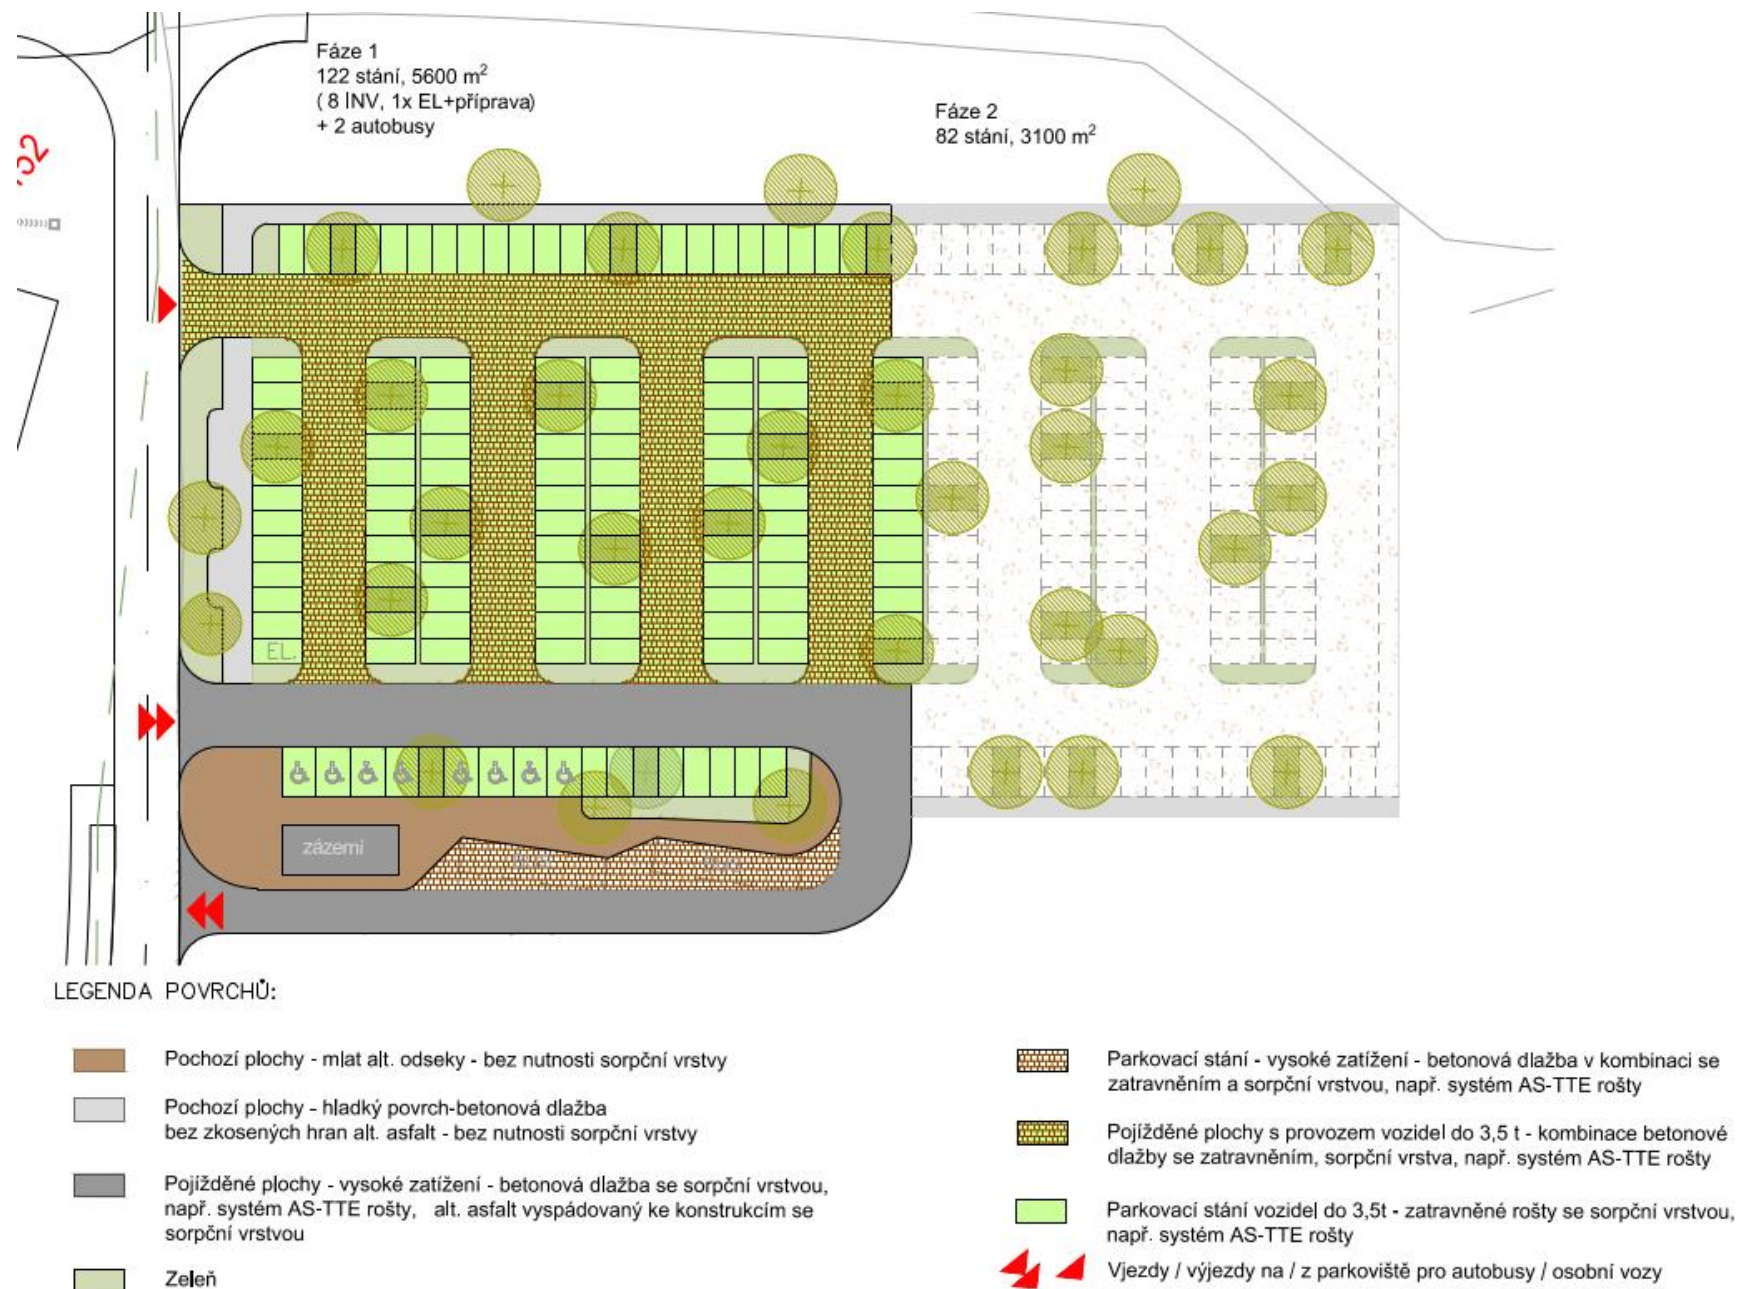 Fáze 1
122 stání, 5600 m²
( 8 INV, 1x EL+příprava)
+ 2 autobusy
Fáze 2
82 stání, 3100 m²
EL.
zázemí
LEGENDA POVRCHŮ:
Pochozí plochy - mlat alt. odseky - bez nutnosti sorpční vrstvy
Pochozí plochy - hladký povrch-betonová dlažba
bez zkosených hran alt. asfalt - bez nutnosti sorpční vrstvy
Pojížděné plochy - vysoké zatížení - betonová dlažba se sorpční vrstvou,
např. systém AS-TTE rošty, alt. asfalt vyspádovaný ke konstrukcím se
sorpční vrstvou
Zeleň
Parkovací stání - vysoké zatížení - betonová dlažba v kombinaci se
zatravněním a sorpční vrstvou, např. systém AS-TTE rošty
Pojížděné plochy s provozem vozidel do 3,5 t - kombinace betonové
dlažby se zatravněním, sorpční vrstva, např. systém AS-TTE rošty
Parkovací stání vozidel do 3,5t - zatravněné rošty se sorpční vrstvou,
např. systém AS-TTE rošty
Vjezdy / výjezdy na / z parkoviště pro autobusy / osobní vozy